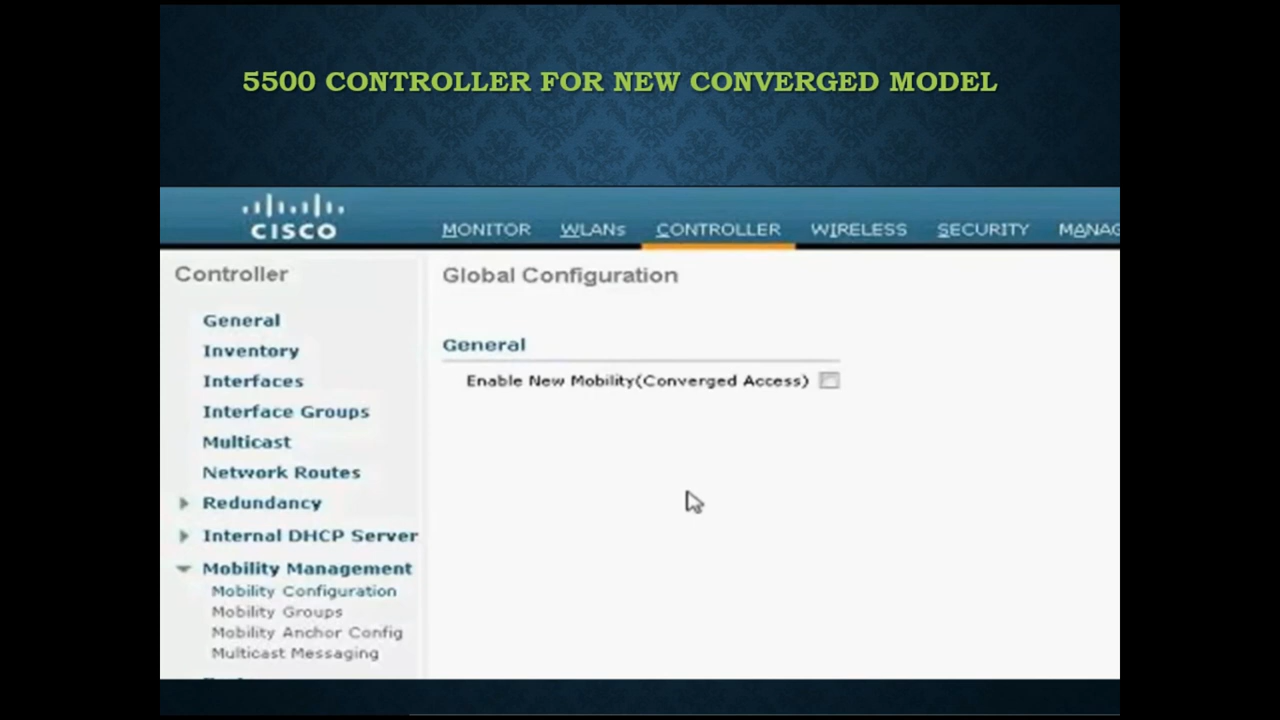 5500 CONTROLLER FOR NEW CONVERGED MODEL
CISCO
MONITOR WLANs CONTROLLER WIRELESS SECURITY MANAG
Controller
General
Inventory
Interfaces
Interface Groups
Multicast
Network Routes
Redundancy
Internal DHCP Server
Mobility Management
Mobility Configuration
Mobility Groups
Mobility Anchor Config
Multicast Messaging
Global Configuration
General
Enable New Mobility(Converged Access)